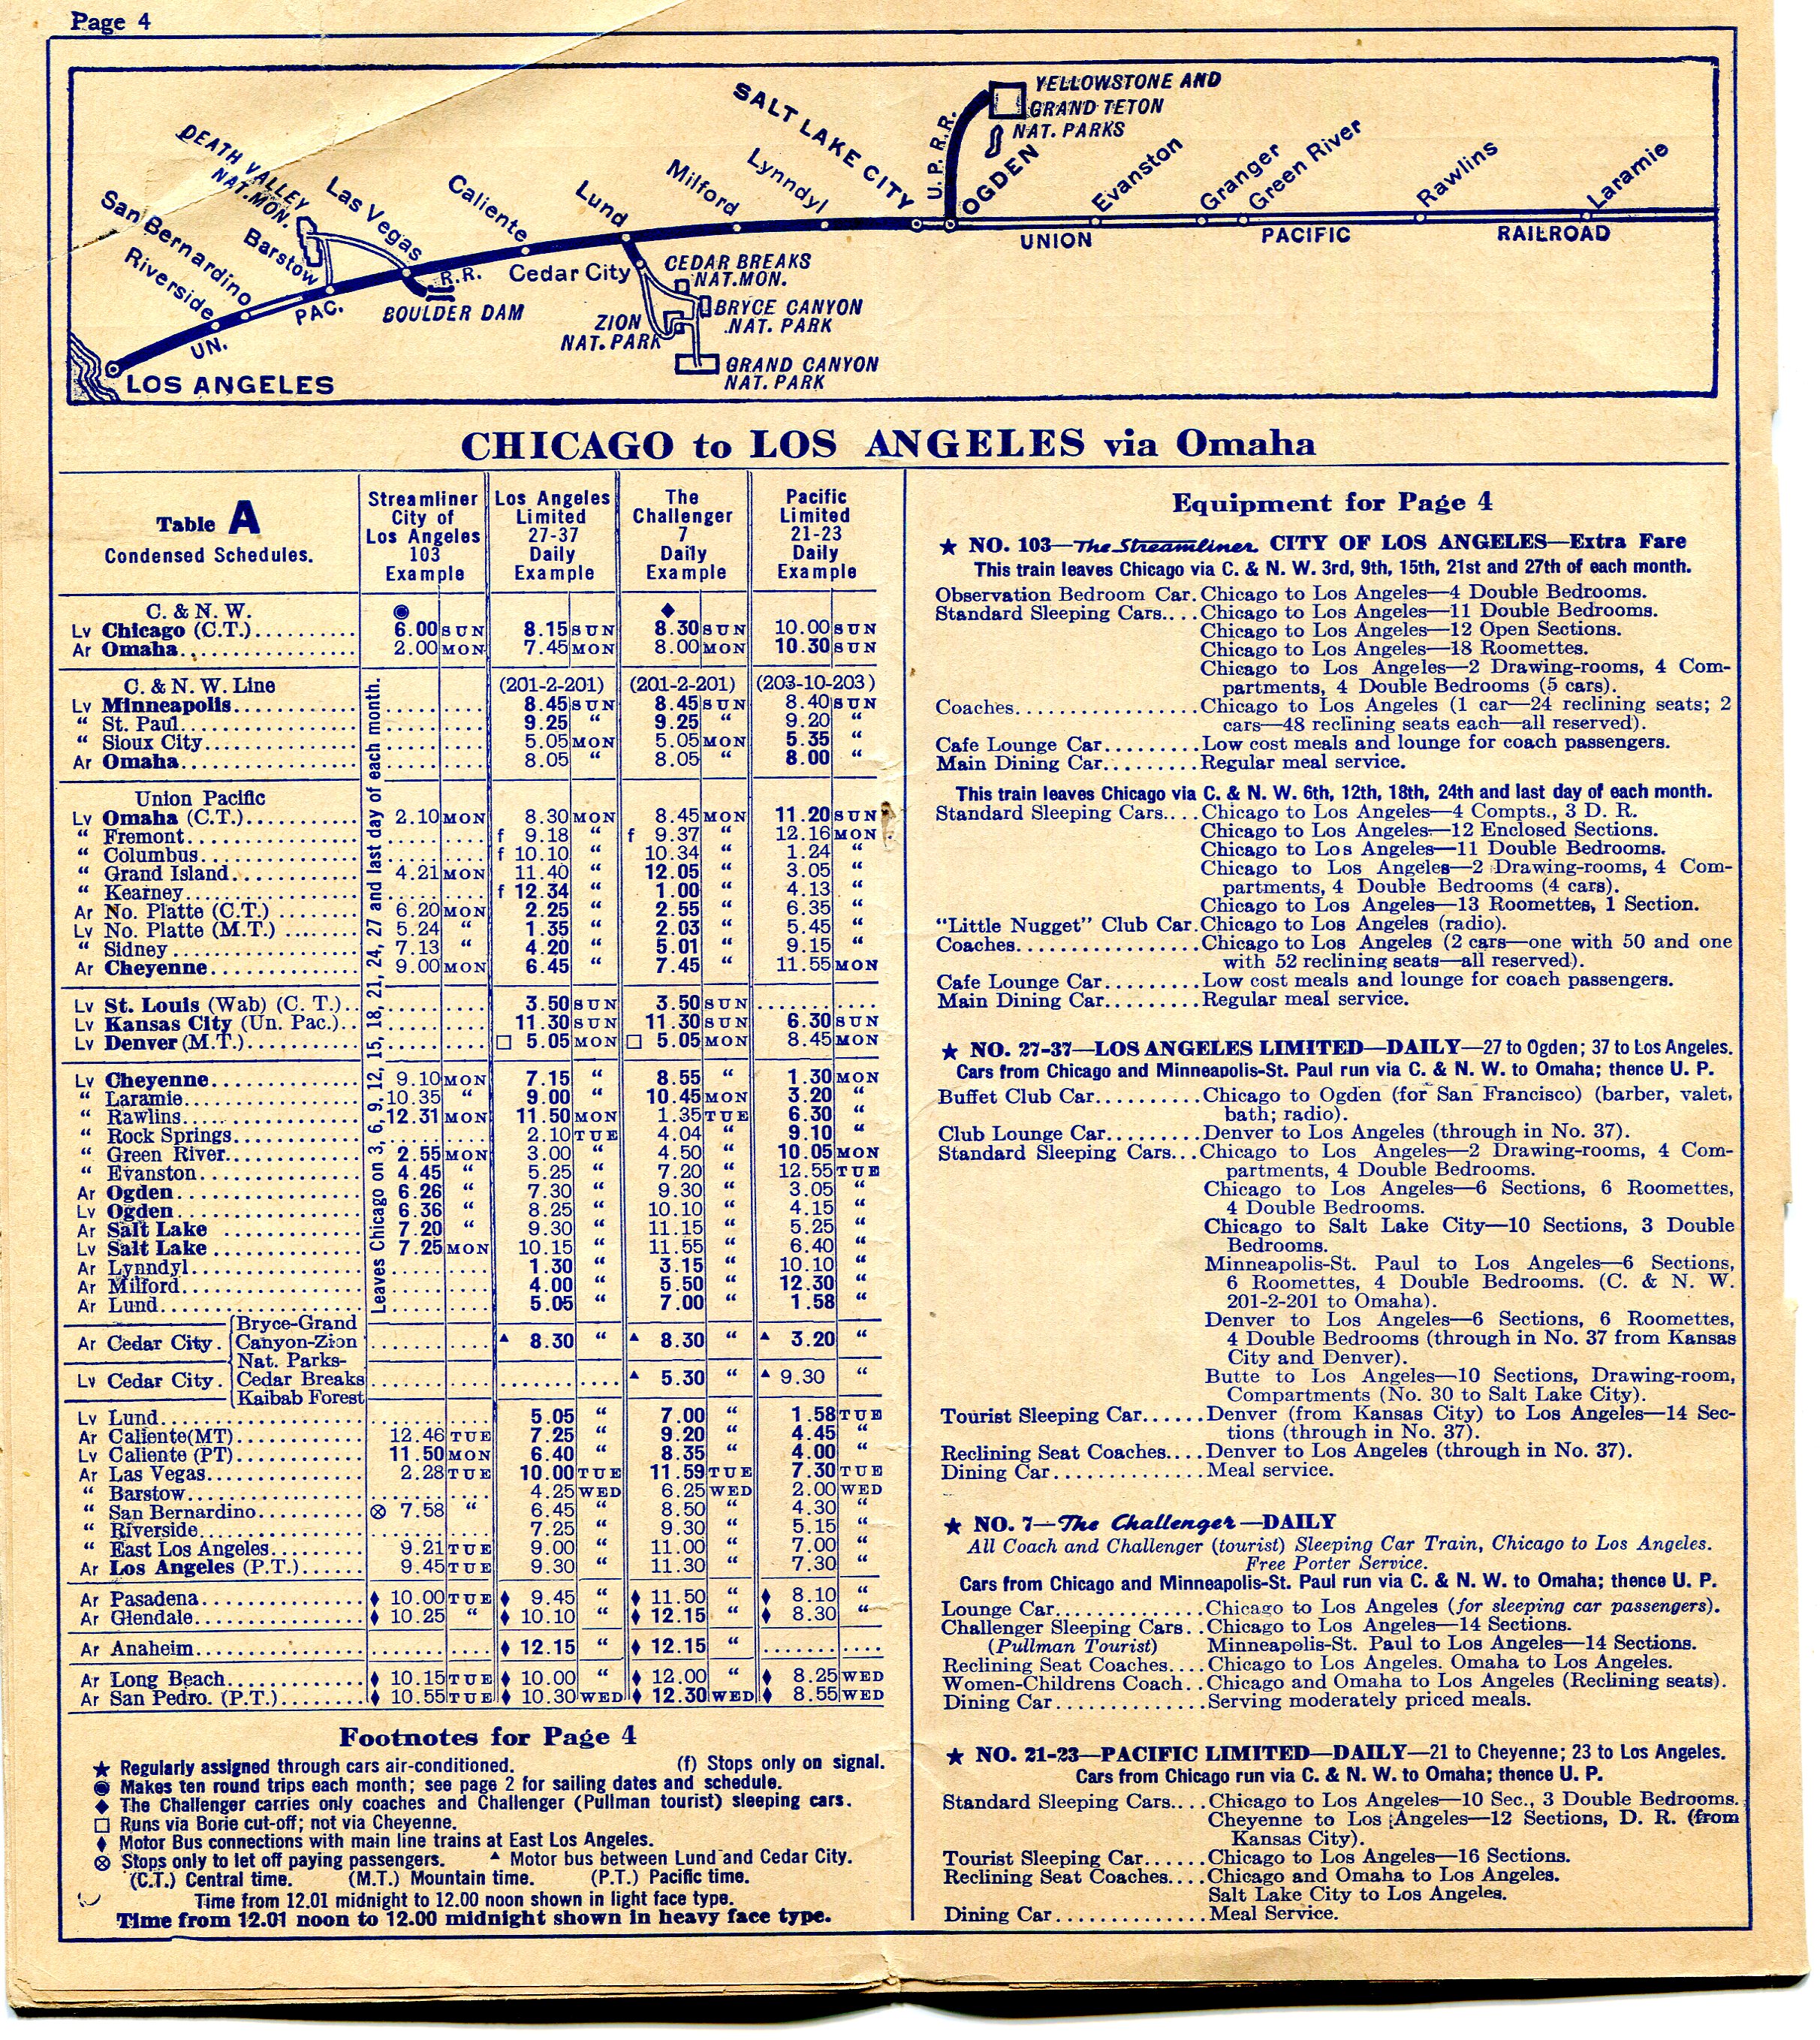 Page 4
YELLOWSTONE AND
GRAND TETON
NAT. PARKS
SALT LAKE CITY
U.P.R.R.
OGDEN
Evanston
Granger
Green River
Rawlins
Laramie
DEATH VALLEY
NAT. MON.
Las Vegas
Caliente
Lund
Milford
Lynndyl
San Bernardino
Barstow
Riverside
UNION PACIFIC RAILROAD
R.R.
Cedar City
CEDAR BREAKS
NAT. MON.
PAC.
BOULDER DAM
BRYCE CANYON
NAT. PARK
ZION
NAT. PARK
UN.
GRAND CANYON
NAT. PARK
LOS ANGELES
CHICAGO to LOS ANGELES via Omaha
Table A
Condensed Schedules.
Streamliner City of Los Angeles 103 Example
Los Angeles Limited 27-37 Daily Example
The Challenger 7 Daily Example
Pacific Limited 21-23 Daily Example
Leaves Chicago on 3, 6, 9, 12, 15, 18, 21, 24, 27 and last day of each month.
C. & N. W. ● ♦
Lv Chicago (C.T.).......... 6.00 SUN 8.15 SUN 8.30 SUN 10.00 SUN
Ar Omaha.......... 2.00 MON 7.45 MON 8.00 MON 10.30 SUN
C. & N. W. Line (201-2-201) (201-2-201) (203-10-203)
Lv Minneapolis.......... 8.45 SUN 8.45 SUN 8.40 SUN
“ St. Paul.......... 9.25 “ 9.25 “ 9.20 “
“ Sioux City.......... 5.05 MON 5.05 MON 5.35 “
Ar Omaha.......... 8.05 “ 8.05 “ 8.00 “
Union Pacific
Lv Omaha (C.T.).......... 2.10 MON 8.30 MON 8.45 MON 11.20 SUN
“ Fremont.......... f 9.18 “ f 9.37 “ 12.16 MON
“ Columbus.......... f 10.10 “ 10.34 “ 1.24 “
“ Grand Island.......... 4.21 MON 11.40 “ 12.05 “ 3.05 “
“ Kearney.......... f 12.34 “ 1.00 “ 4.13 “
Ar No. Platte (C.T.) .......... 6.20 MON 2.25 “ 2.55 “ 6.35 “
Lv No. Platte (M.T.) .......... 5.24 “ 1.35 “ 2.03 “ 5.45 “
“ Sidney.......... 7.13 “ 4.20 “ 5.01 “ 9.15 “
Ar Cheyenne.......... 9.00 MON 6.45 “ 7.45 “ 11.55 MON
Lv St. Louis (Wab) (C. T.).. 3.50 SUN 3.50 SUN
Lv Kansas City (Un. Pac.).. 11.30 SUN 11.30 SUN 6.30 SUN
Lv Denver (M.T.).......... □ 5.05 MON □ 5.05 MON 8.45 MON
Lv Cheyenne.......... 9.10 MON 7.15 “ 8.55 “ 1.30 MON
“ Laramie.......... 10.35 “ 9.00 “ 10.45 MON 3.20 “
“ Rawlins.......... 12.31 MON 11.50 MON 1.35 TUE 6.30 “
“ Rock Springs.......... 2.10 TUE 4.04 “ 9.10 “
“ Green River.......... 2.55 MON 3.00 “ 4.50 “ 10.05 MON
“ Evanston.......... 4.45 “ 5.25 “ 7.20 “ 12.55 TUE
Ar Ogden.......... 6.26 “ 7.30 “ 9.30 “ 3.05 “
Lv Ogden.......... 6.36 “ 8.25 “ 10.10 “ 4.15 “
Ar Salt Lake .......... 7.20 “ 9.30 “ 11.15 “ 5.25 “
Lv Salt Lake .......... 7.25 MON 10.15 “ 11.55 “ 6.40 “
Ar Lynndyl.......... 1.30 “ 3.15 “ 10.10 “
Ar Milford.......... 4.00 “ 5.50 “ 12.30 “
Ar Lund.......... 5.05 “ 7.00 “ 1.58 “
Bryce-Grand
Ar Cedar City. Canyon-Zion ▲ 8.30 “ ▲ 8.30 “ ▲ 3.20 “
Nat. Parks-
Lv Cedar City. Cedar Breaks ▲ 5.30 “ ▲ 9.30 “
Kaibab Forest
Lv Lund.......... 5.05 “ 7.00 “ 1.58 TUE
Ar Caliente(MT).......... 12.46 TUE 7.25 “ 9.20 “ 4.45 “
Lv Caliente (PT).......... 11.50 MON 6.40 “ 8.35 “ 4.00 “
Ar Las Vegas.......... 2.28 TUE 10.00 TUE 11.59 TUE 7.30 TUE
“ Barstow.......... 4.25 WED 6.25 WED 2.00 WED
“ San Bernardino.......... ⊗ 7.58 “ 6.45 “ 8.50 “ 4.30 “
“ Riverside.......... 7.25 “ 9.30 “ 5.15 “
“ East Los Angeles.......... 9.21 TUE 9.00 “ 11.00 “ 7.00 “
Ar Los Angeles (P.T.).......... 9.45 TUE 9.30 “ 11.30 “ 7.30 “
Ar Pasadena.......... ♦ 10.00 TUE ♦ 9.45 “ ♦ 11.50 “ ♦ 8.10 “
Ar Glendale.......... ♦ 10.25 “ ♦ 10.10 “ ♦ 12.15 “ ♦ 8.30 “
Ar Anaheim.......... ♦ 12.15 “ ♦ 12.15 “
Ar Long Beach.......... ♦ 10.15 TUE ♦ 10.00 “ ♦ 12.00 “ ♦ 8.25 WED
Ar San Pedro. (P.T.).......... ♦ 10.55 TUE ♦ 10.30 WED ♦ 12.30 WED ♦ 8.55 WED
Footnotes for Page 4
★ Regularly assigned through cars air-conditioned. (f) Stops only on signal.
● Makes ten round trips each month; see page 2 for sailing dates and schedule.
◆ The Challenger carries only coaches and Challenger (Pullman tourist) sleeping cars.
□ Runs via Borie cut-off; not via Cheyenne.
♦ Motor Bus connections with main line trains at East Los Angeles.
⊗ Stops only to let off paying passengers. ▲ Motor bus between Lund and Cedar City.
(C.T.) Central time. (M.T.) Mountain time. (P.T.) Pacific time.
Time from 12.01 midnight to 12.00 noon shown in light face type.
Time from 12.01 noon to 12.00 midnight shown in heavy face type.
Equipment for Page 4
★ NO. 103—The Streamliner CITY OF LOS ANGELES—Extra Fare
This train leaves Chicago via C. & N. W. 3rd, 9th, 15th, 21st and 27th of each month.
Observation Bedroom Car.Chicago to Los Angeles—4 Double Bedrooms.
Standard Sleeping Cars....Chicago to Los Angeles—11 Double Bedrooms.
Chicago to Los Angeles—12 Open Sections.
Chicago to Los Angeles—18 Roomettes.
Chicago to Los Angeles—2 Drawing-rooms, 4 Com-
partments, 4 Double Bedrooms (5 cars).
Coaches..........Chicago to Los Angeles (1 car—24 reclining seats; 2
cars—48 reclining seats each—all reserved).
Cafe Lounge Car.........Low cost meals and lounge for coach passengers.
Main Dining Car.........Regular meal service.
This train leaves Chicago via C. & N. W. 6th, 12th, 18th, 24th and last day of each month.
Standard Sleeping Cars....Chicago to Los Angeles—4 Compts., 3 D. R.
Chicago to Los Angeles—12 Enclosed Sections.
Chicago to Los Angeles—11 Double Bedrooms.
Chicago to Los Angeles—2 Drawing-rooms, 4 Com-
partments, 4 Double Bedrooms (4 cars).
Chicago to Los Angeles—13 Roomettes, 1 Section.
“Little Nugget” Club Car.Chicago to Los Angeles (radio).
Coaches..........Chicago to Los Angeles (2 cars—one with 50 and one
with 52 reclining seats—all reserved).
Cafe Lounge Car.........Low cost meals and lounge for coach passengers.
Main Dining Car.........Regular meal service.
★ NO. 27-37—LOS ANGELES LIMITED—DAILY—27 to Ogden; 37 to Los Angeles.
Cars from Chicago and Minneapolis-St. Paul run via C. & N. W. to Omaha; thence U. P.
Buffet Club Car..........Chicago to Ogden (for San Francisco) (barber, valet,
bath; radio).
Club Lounge Car.........Denver to Los Angeles (through in No. 37).
Standard Sleeping Cars...Chicago to Los Angeles—2 Drawing-rooms, 4 Com-
partments, 4 Double Bedrooms.
Chicago to Los Angeles—6 Sections, 6 Roomettes,
4 Double Bedrooms.
Chicago to Salt Lake City—10 Sections, 3 Double
Bedrooms.
Minneapolis-St. Paul to Los Angeles—6 Sections,
6 Roomettes, 4 Double Bedrooms. (C. & N. W.
201-2-201 to Omaha).
Denver to Los Angeles—6 Sections, 6 Roomettes,
4 Double Bedrooms (through in No. 37 from Kansas
City and Denver).
Butte to Los Angeles—10 Sections, Drawing-room,
Compartments (No. 30 to Salt Lake City).
Tourist Sleeping Car......Denver (from Kansas City) to Los Angeles—14 Sec-
tions (through in No. 37).
Reclining Seat Coaches....Denver to Los Angeles (through in No. 37).
Dining Car..........Meal service.
★ NO. 7—The Challenger—DAILY
All Coach and Challenger (tourist) Sleeping Car Train, Chicago to Los Angeles.
Free Porter Service.
Cars from Chicago and Minneapolis-St. Paul run via C. & N. W. to Omaha; thence U. P.
Lounge Car..........Chicago to Los Angeles (for sleeping car passengers).
Challenger Sleeping Cars..Chicago to Los Angeles—14 Sections.
(Pullman Tourist) Minneapolis-St. Paul to Los Angeles—14 Sections.
Reclining Seat Coaches....Chicago to Los Angeles. Omaha to Los Angeles.
Women-Childrens Coach..Chicago and Omaha to Los Angeles (Reclining seats).
Dining Car..........Serving moderately priced meals.
★ NO. 21-23—PACIFIC LIMITED—DAILY—21 to Cheyenne; 23 to Los Angeles.
Cars from Chicago run via C. & N. W. to Omaha; thence U. P.
Standard Sleeping Cars....Chicago to Los Angeles—10 Sec., 3 Double Bedrooms.
Cheyenne to Los Angeles—12 Sections, D. R. (from
Kansas City).
Tourist Sleeping Car......Chicago to Los Angeles—16 Sections.
Reclining Seat Coaches....Chicago and Omaha to Los Angeles.
Salt Lake City to Los Angeles.
Dining Car..........Meal Service.